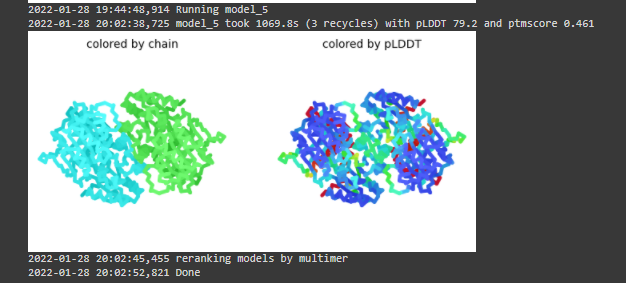 2022-01-28 19:44:48,914 Running model_5
2022-01-28 20:02:38,725 model_5 took 1069.8s (3 recycles) with pLDDT 79.2 and ptmscore 0.461
colored by chain
colored by pLDDT
2022-01-28 20:02:45,455 reranking models by multimer
2022-01-28 20:02:52,821 Done